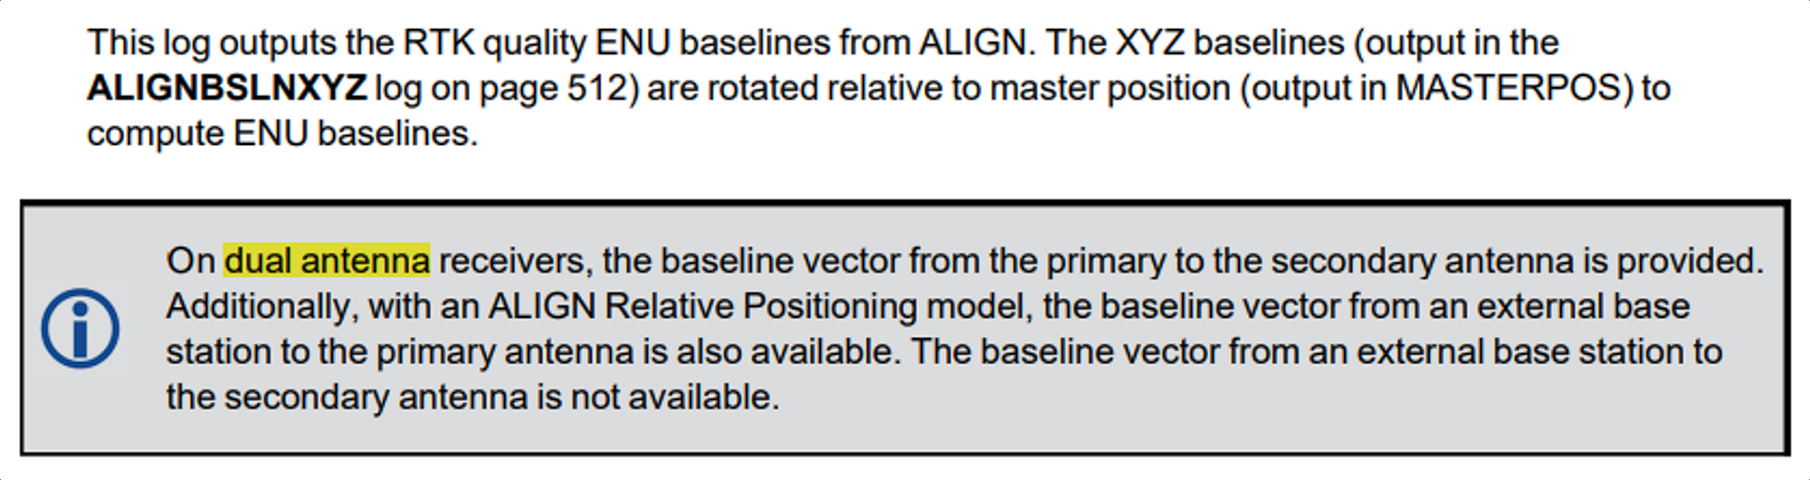 This log outputs the RTK quality ENU baselines from ALIGN. The XYZ baselines (output in the
ALIGNBSLNXYZ log on page 512) are rotated relative to master position (output in MASTERPOS) to
compute ENU baselines.
On dual antenna receivers, the baseline vector from the primary to the secondary antenna is provided.
Additionally, with an ALIGN Relative Positioning model, the baseline vector from an external base
station to the primary antenna is also available. The baseline vector from an external base station to
the secondary antenna is not available.